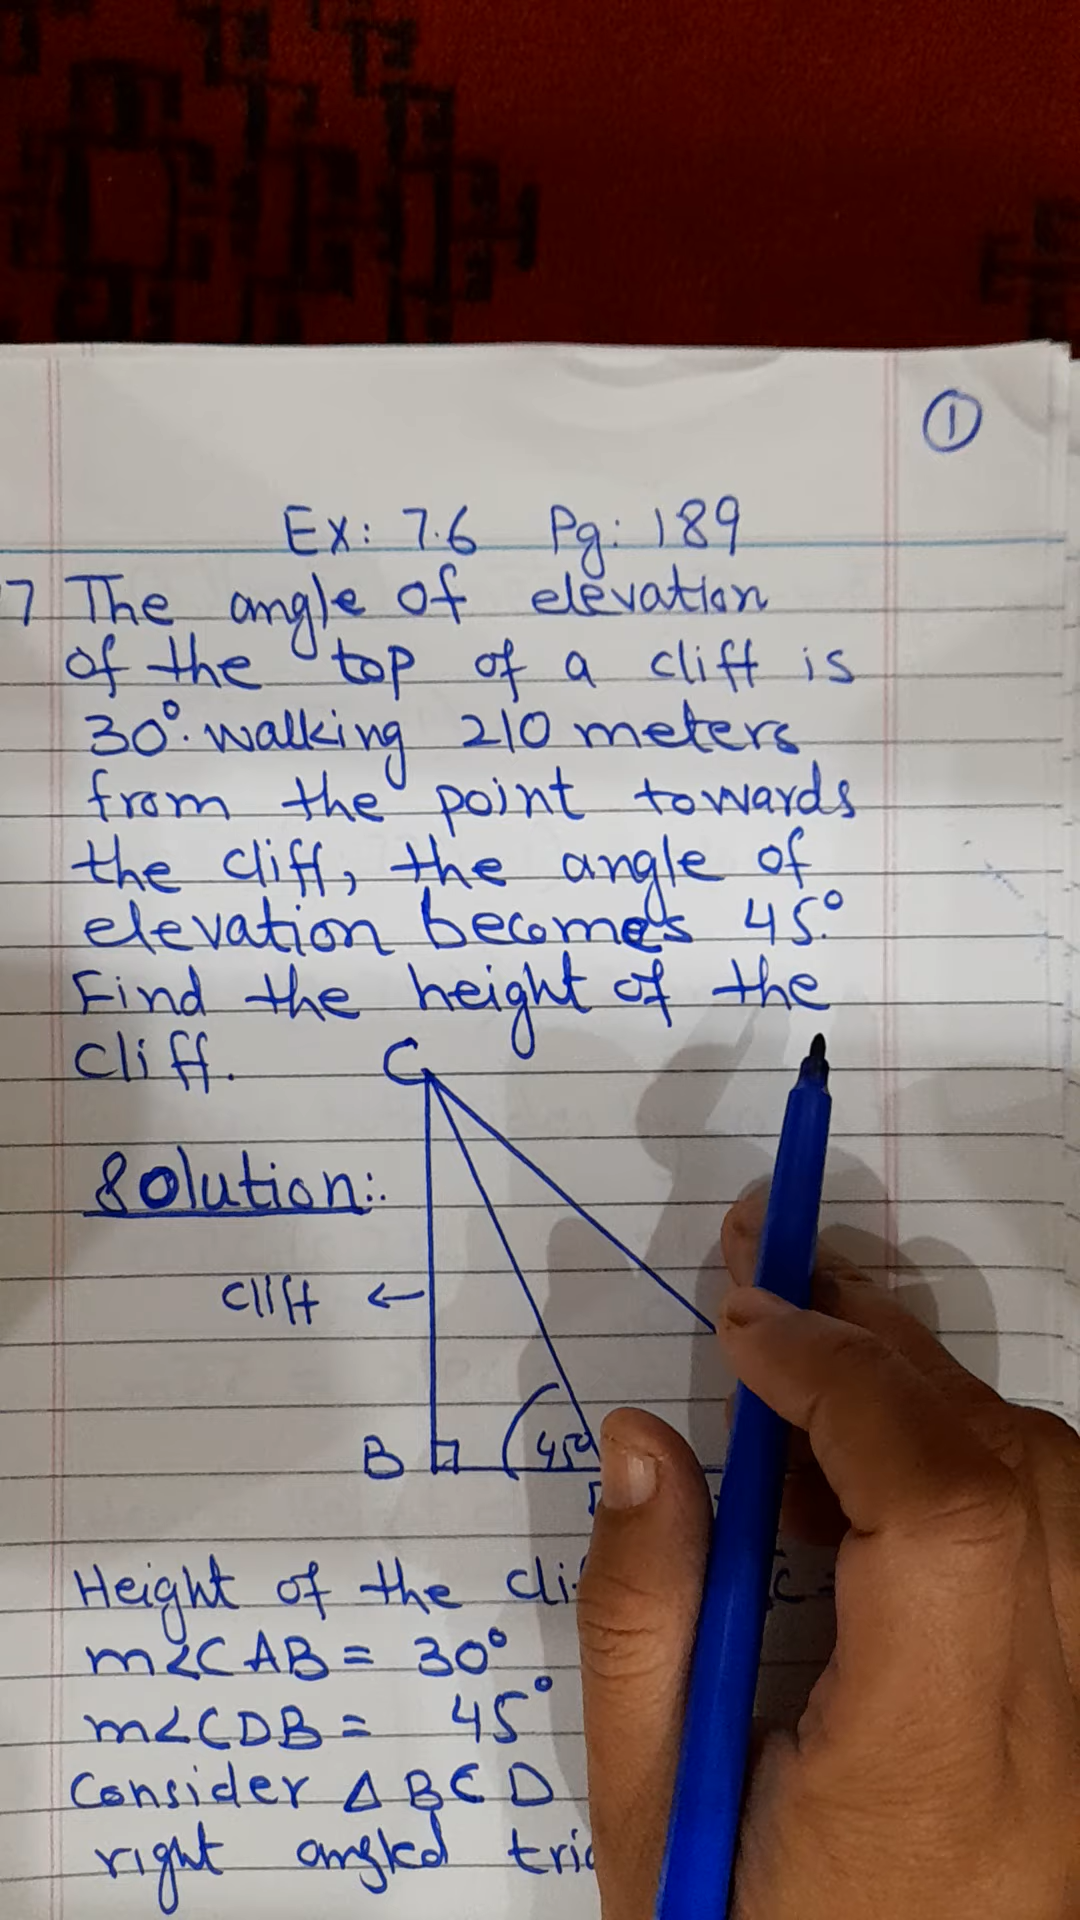 ①
Ex: 7.6 Pg: 189
7 The angle of elevation
of the top of a cliff is
30°. walking 210 meters
from the point towards
the cliff, the angle of
elevation becomes 45°.
Find the height of the
cliff.
C
Solution:.
cliff ←
B 45°
Height of the
m∠CAB = 30°
m∠CDB = 45°
Consider △ BCD
right angled